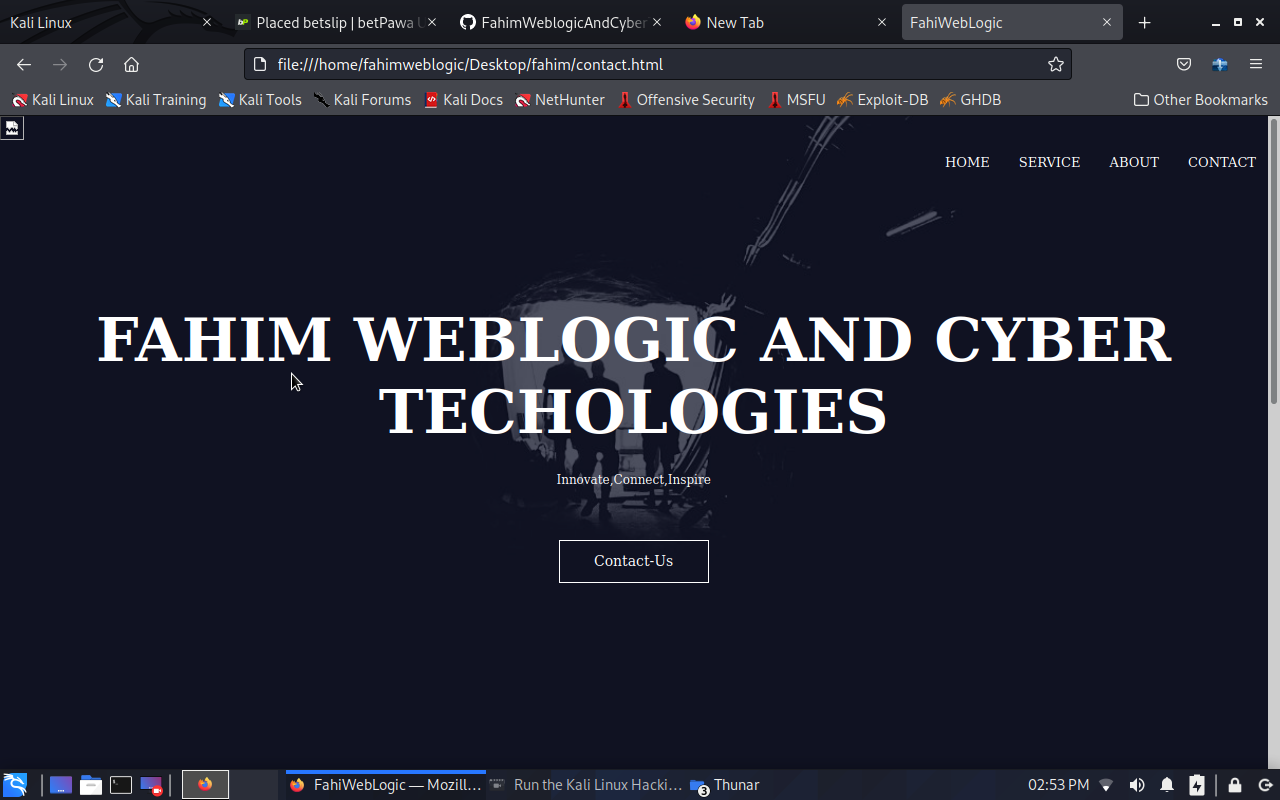 Kali Linux
Placed betslip | betPawa U
FahimWeblogicAndCyber
New Tab
FahiWebLogic
file:///home/fahimweblogic/Desktop/fahim/contact.html
Kali Linux
Kali Training
Kali Tools
Kali Forums
Kali Docs
NetHunter
Offensive Security
MSFU
Exploit-DB
GHDB
Other Bookmarks
HOME
SERVICE
ABOUT
CONTACT
FAHIM WEBLOGIC AND CYBER
TECHOLOGIES
Innovate,Connect,Inspire
Contact-Us
FahiWebLogic — Mozill...
Run the Kali Linux Hacki...
3
Thunar
02:53 PM